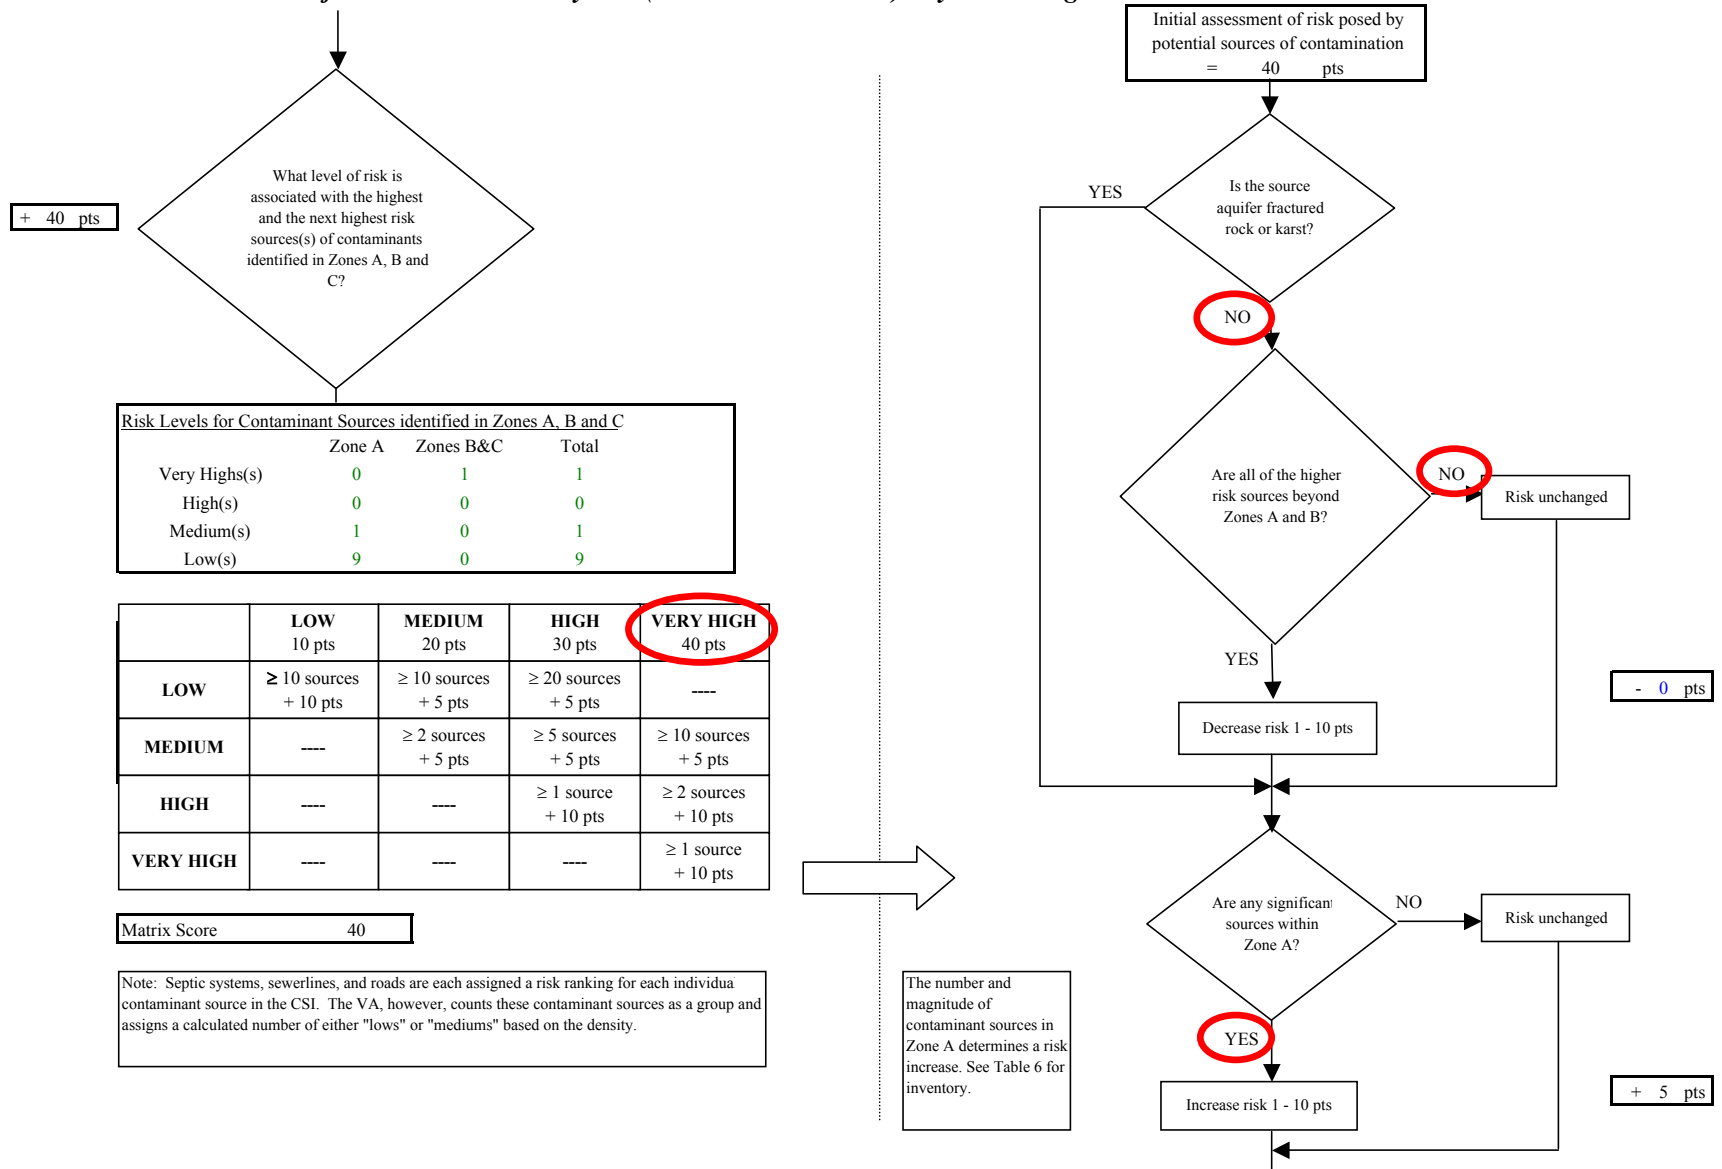 Initial assessment of risk posed by
potential sources of contamination
= 40 pts
What level of risk is
associated with the highest
and the next highest risk
sources(s) of contaminants
identified in Zones A, B and
C?
+ 40 pts
YES
Is the source
aquifer fractured
rock or karst?
NO
Risk Levels for Contaminant Sources identified in Zones A, B and C
Zone A Zones B&C Total
Very Highs(s) 0 1 1
High(s) 0 0 0
Medium(s) 1 0 1
Low(s) 9 0 9
Are all of the higher
risk sources beyond
Zones A and B?
NO
Risk unchanged
YES
- 0 pts
Decrease risk 1 - 10 pts
LOW MEDIUM HIGH VERY HIGH
10 pts 20 pts 30 pts 40 pts
LOW ≥ 10 sources + 10 pts ≥ 10 sources + 5 pts ≥ 20 sources + 5 pts ----
MEDIUM ---- ≥ 2 sources + 5 pts ≥ 5 sources + 5 pts ≥ 10 sources + 5 pts
HIGH ---- ---- ≥ 1 source + 10 pts ≥ 2 sources + 10 pts
VERY HIGH ---- ---- ---- ≥ 1 source + 10 pts
Matrix Score 40
Note: Septic systems, sewerlines, and roads are each assigned a risk ranking for each individua
contaminant source in the CSI. The VA, however, counts these contaminant sources as a group and
assigns a calculated number of either "lows" or "mediums" based on the density.
Are any significant
sources within
Zone A?
NO
Risk unchanged
The number and
magnitude of
contaminant sources in
Zone A determines a risk
increase. See Table 6 for
inventory.
YES
Increase risk 1 - 10 pts
+ 5 pts